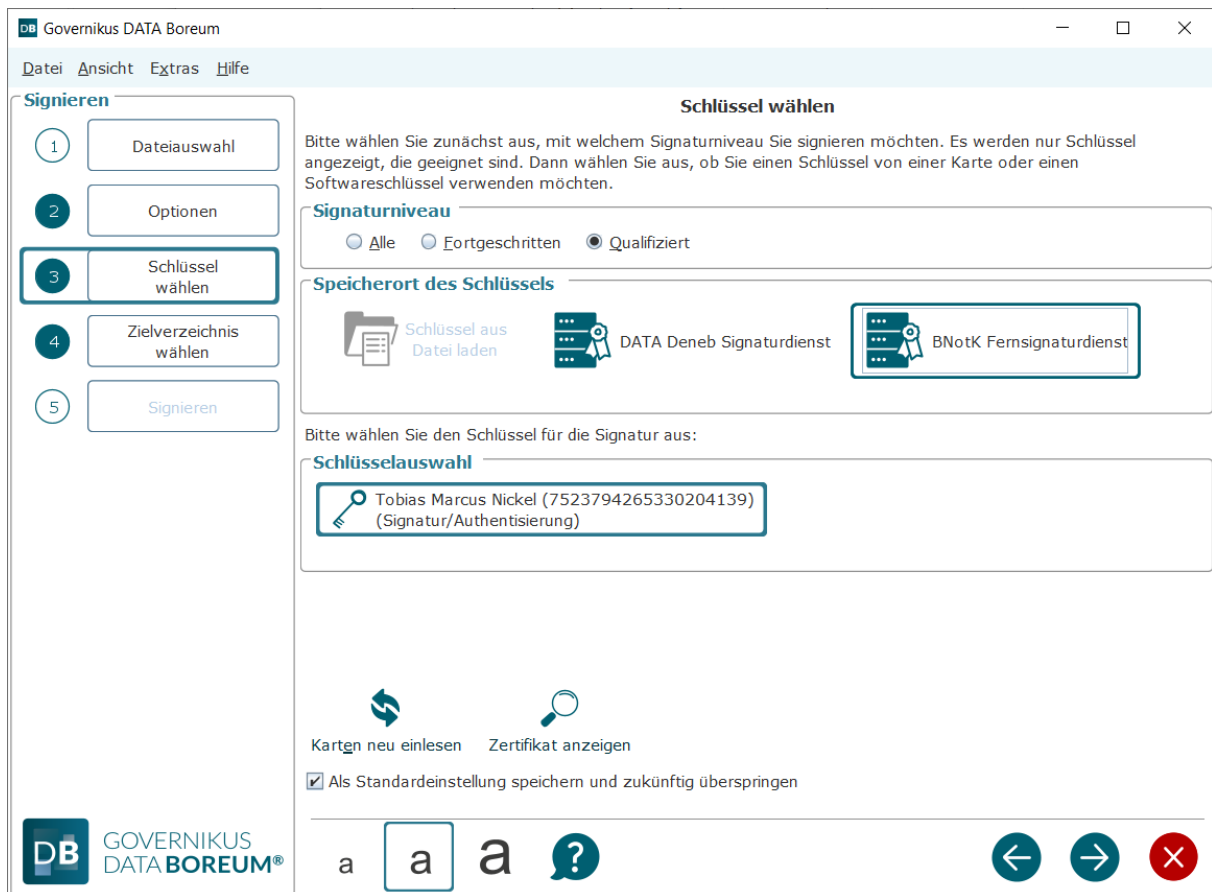 DB Governikus DATA Boreum
Datei Ansicht Extras Hilfe
Signieren
1 Dateiauswahl
2 Optionen
3 Schlüssel
wählen
4 Zielverzeichnis
wählen
5 Signieren
Schlüssel wählen
Bitte wählen Sie zunächst aus, mit welchem Signaturniveau Sie signieren möchten. Es werden nur Schlüssel
angezeigt, die geeignet sind. Dann wählen Sie aus, ob Sie einen Schlüssel von einer Karte oder einen
Softwareschlüssel verwenden möchten.
Signaturniveau
Alle Fortgeschritten Qualifiziert
Speicherort des Schlüssels
Schlüssel aus
Datei laden
DATA Deneb Signaturdienst
BNotK Fernsignaturdienst
Bitte wählen Sie den Schlüssel für die Signatur aus:
Schlüsselauswahl
Tobias Marcus Nickel (7523794265330204139)
(Signatur/Authentisierung)
Karten neu einlesen Zertifikat anzeigen
Als Standardeinstellung speichern und zukünftig überspringen
DB GOVERNIKUS
DATA BOREUM®
a a a ?